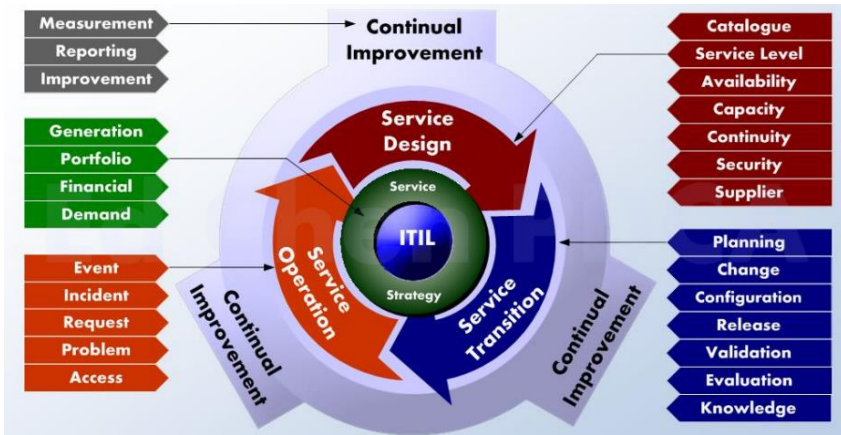 Measurement
Reporting
Improvement
Generation
Portfolio
Financial
Demand
Event
Incident
Request
Problem
Access
Continual
Improvement
Service
Design
Service
Strategy
ITIL
Service
Operation
Service
Transition
Continual
Improvement
Continual
Improvement
Catalogue
Service Level
Availability
Capacity
Continuity
Security
Supplier
Planning
Change
Configuration
Release
Validation
Evaluation
Knowledge